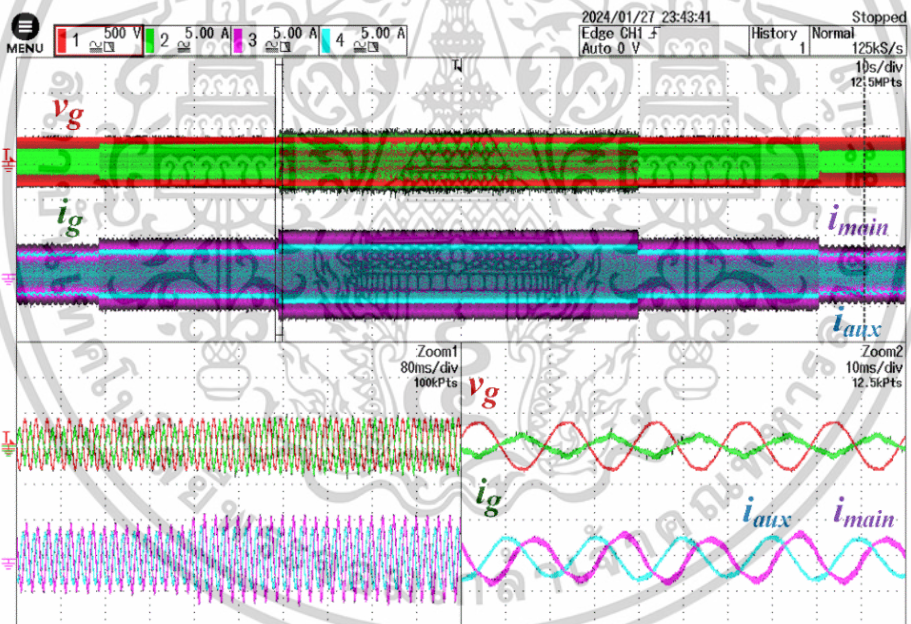 2024/01/27 23:43:41 Stopped
MENU 1 500 V 2 5.00 A 3 5.00 A 4 5.00 A Edge CH1 History Normal
Auto 0 V 1 125kS/s
10s/div
12.5MPts
T
vg
ig
imain
iaux
Zoom1
80ms/div
100kPts
Zoom2
10ms/div
12.5kPts
vg
ig
iaux imain